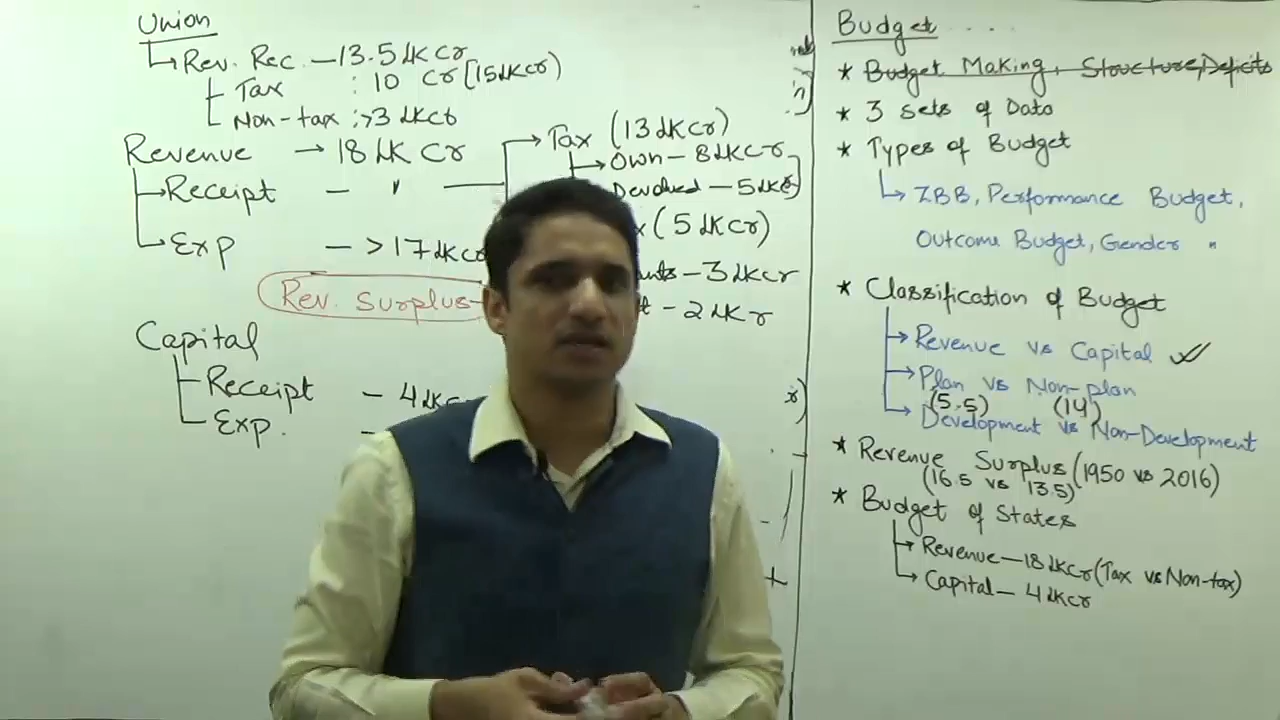 Union
Rev. Rec. – 13.5 LK Cr
Tax : 10 Cr [15 LK Cr)
Non-tax : > 3 LK Cr
Revenue → 18 LK Cr
Receipt – "
Exp – > 17 LK Cr
Rev. Surplus
Tax (13 LK Cr)
Own – 8 LK Cr
Devolved – 5 LK Cr
x (5 LK Cr)
– 3 LK Cr
– 2 LK r
Capital
Receipt – 4 LK
Exp. –
Budget . . . .
* Budget Making, Structure, Deficits
* 3 Sets of Data
* Types of Budget
ZBB, Performance Budget,
Outcome Budget, Gender "
* Classification of Budget
Revenue vs Capital ✓
Plan vs Non-plan
(5.5) (14)
Development vs Non-Development
* Revenue Surplus (1950 vs 2016)
(16.5 vs 13.5)
* Budget of States
Revenue – 18 LK Cr (Tax vs Non-tax)
Capital – 4 LK Cr